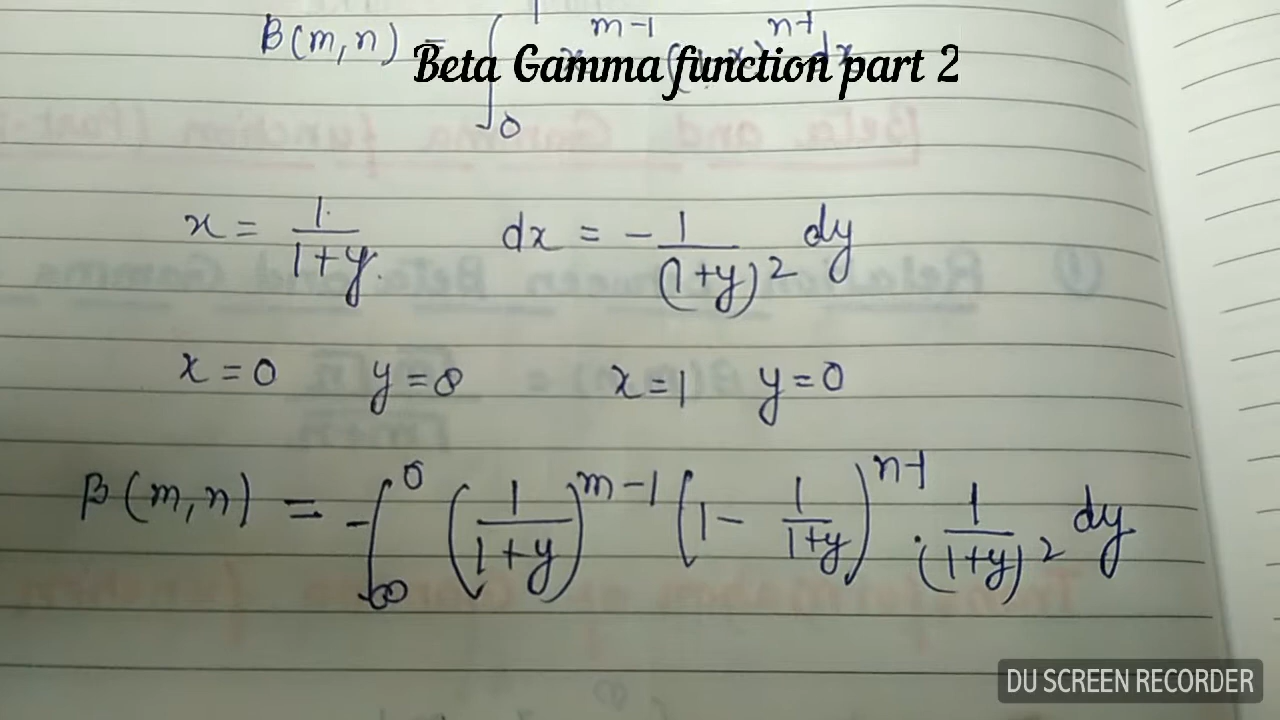 β(m,n) = ∫₀¹ x^(m-1) (1-x)^(n-1) dx
Beta Gamma function part 2
x = 1/(1+y) dx = - 1/(1+y)² dy
x = 0 y = ∞ x = 1 y = 0
β(m,n) = - ∫_∞^0 (1/(1+y))^(m-1) (1 - 1/(1+y))^(n-1) . 1/(1+y)² dy
DU SCREEN RECORDER